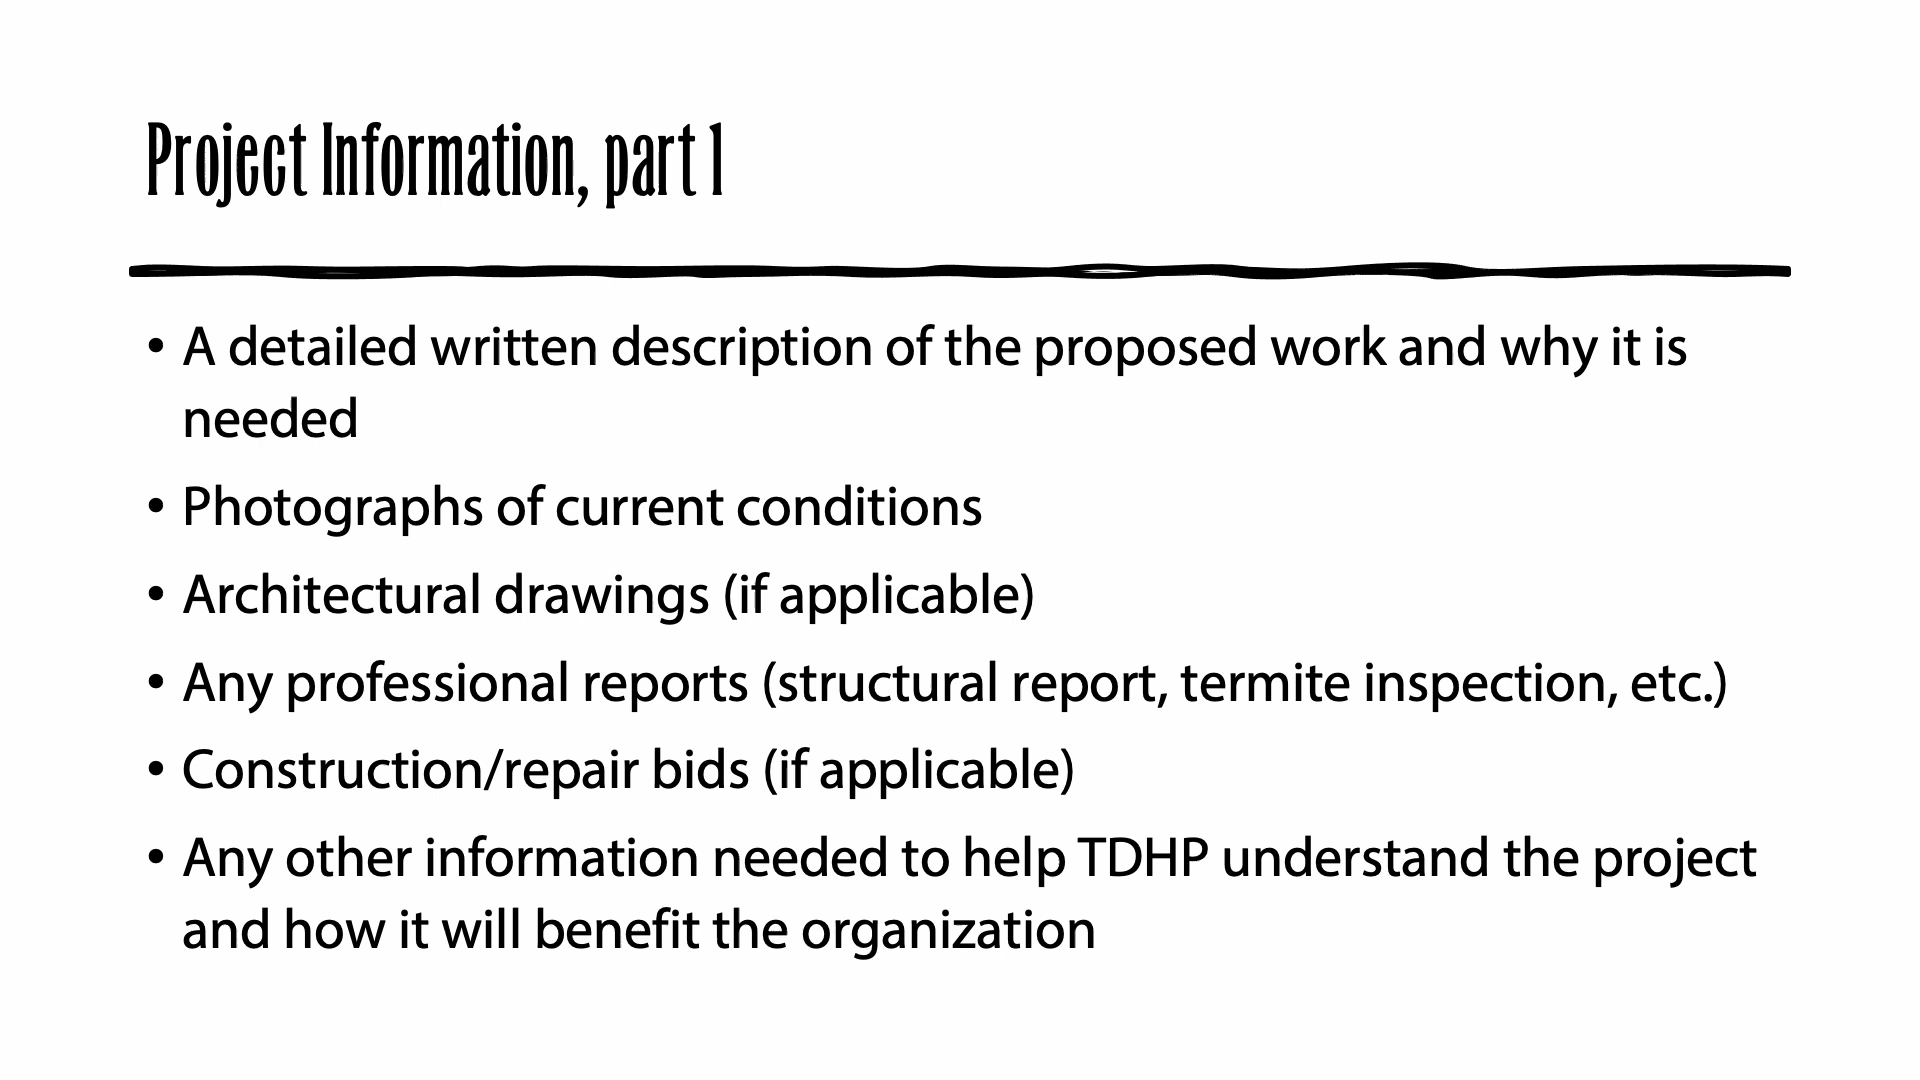 Project Information, part 1
• A detailed written description of the proposed work and why it is
needed
• Photographs of current conditions
• Architectural drawings (if applicable)
• Any professional reports (structural report, termite inspection, etc.)
• Construction/repair bids (if applicable)
• Any other information needed to help TDHP understand the project
and how it will benefit the organization